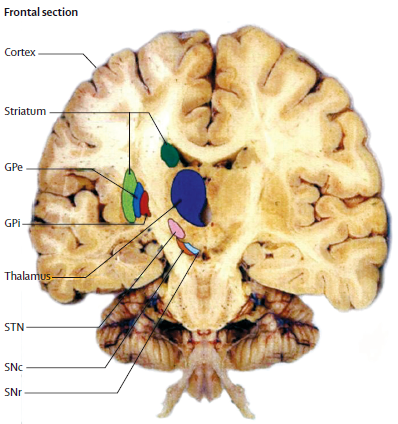 Frontal section
Cortex
Striatum
GPe
GPi
Thalamus
STN
SNc
SNr